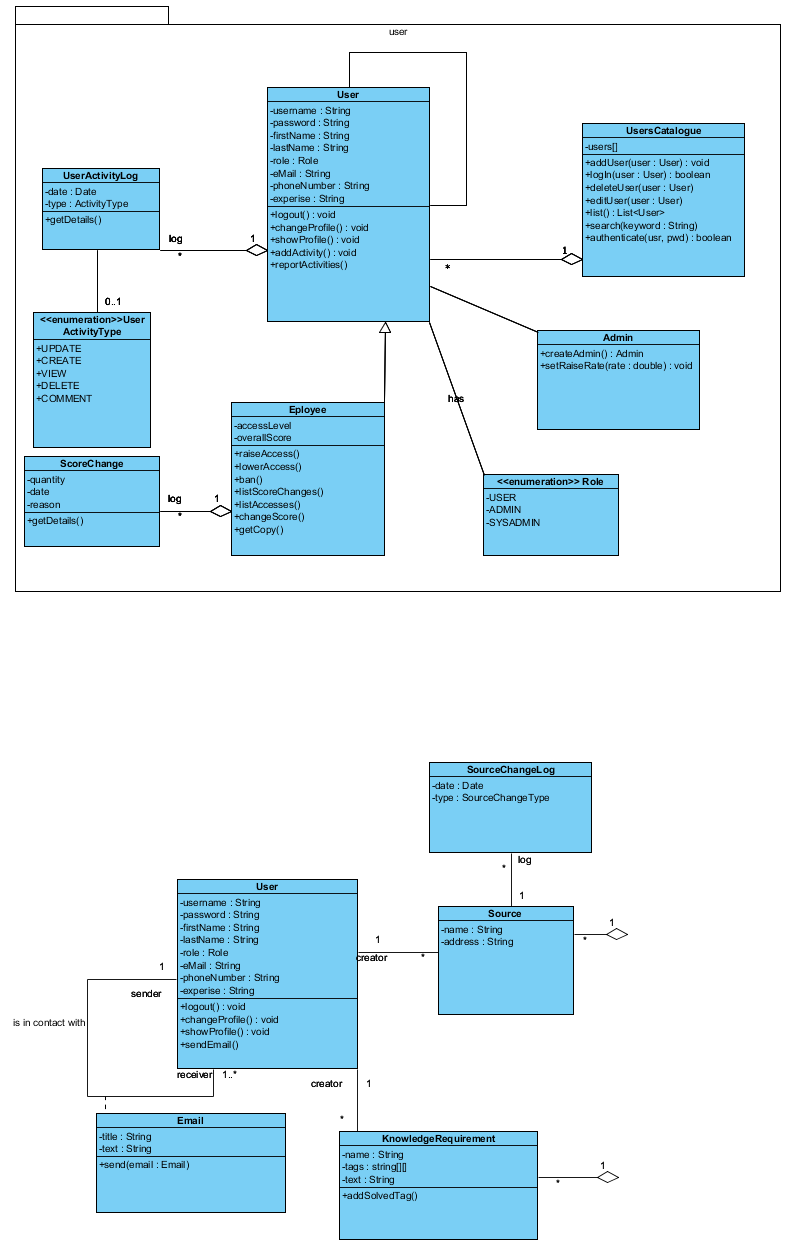 user
User
-username : String
-password : String
-firstName : String
-lastName : String
-role : Role
-eMail : String
-phoneNumber : String
-experise : String
+logout() : void
+changeProfile() : void
+showProfile() : void
+addActivity() : void
+reportActivities()
UsersCatalogue
-users[]
+addUser(user : User) : void
+logIn(user : User) : boolean
+deleteUser(user : User)
+editUser(user : User)
+list() : List<User>
+search(keyword : String)
+authenticate(usr, pwd) : boolean
UserActivityLog
-date : Date
-type : ActivityType
+getDetails()
log
*
1
*
1
0..1
<<enumeration>>User
ActivityType
+UPDATE
+CREATE
+VIEW
+DELETE
+COMMENT
Admin
+createAdmin() : Admin
+setRaiseRate(rate : double) : void
has
Eployee
-accessLevel
-overallScore
+raiseAccess()
+lowerAccess()
+ban()
+listScoreChanges()
+listAccesses()
+changeScore()
+getCopy()
ScoreChange
-quantity
-date
-reason
+getDetails()
log
*
1
<<enumeration>> Role
-USER
-ADMIN
-SYSADMIN
SourceChangeLog
-date : Date
-type : SourceChangeType
*
log
1
Source
-name : String
-address : String
1
*
User
-username : String
-password : String
-firstName : String
-lastName : String
-role : Role
-eMail : String
-phoneNumber : String
-experise : String
+logout() : void
+changeProfile() : void
+showProfile() : void
+sendEmail()
1
creator
*
1
sender
is in contact with
receiver
1..*
creator
1
*
Email
-title : String
-text : String
+send(email : Email)
KnowledgeRequirement
-name : String
-tags : string[][]
-text : String
+addSolvedTag()
1
*